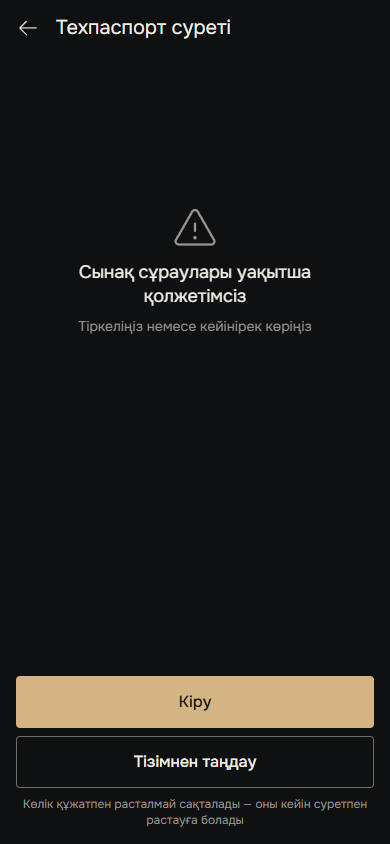 Техпаспорт суреті
Сынақ сұраулары уақытша
қолжетімсіз
Тіркеліңіз немесе кейінірек көріңіз
Кіру
Тізімнен таңдау
Көлік құжатпен расталмай сақталады — оны кейін суретпен
растауға болады